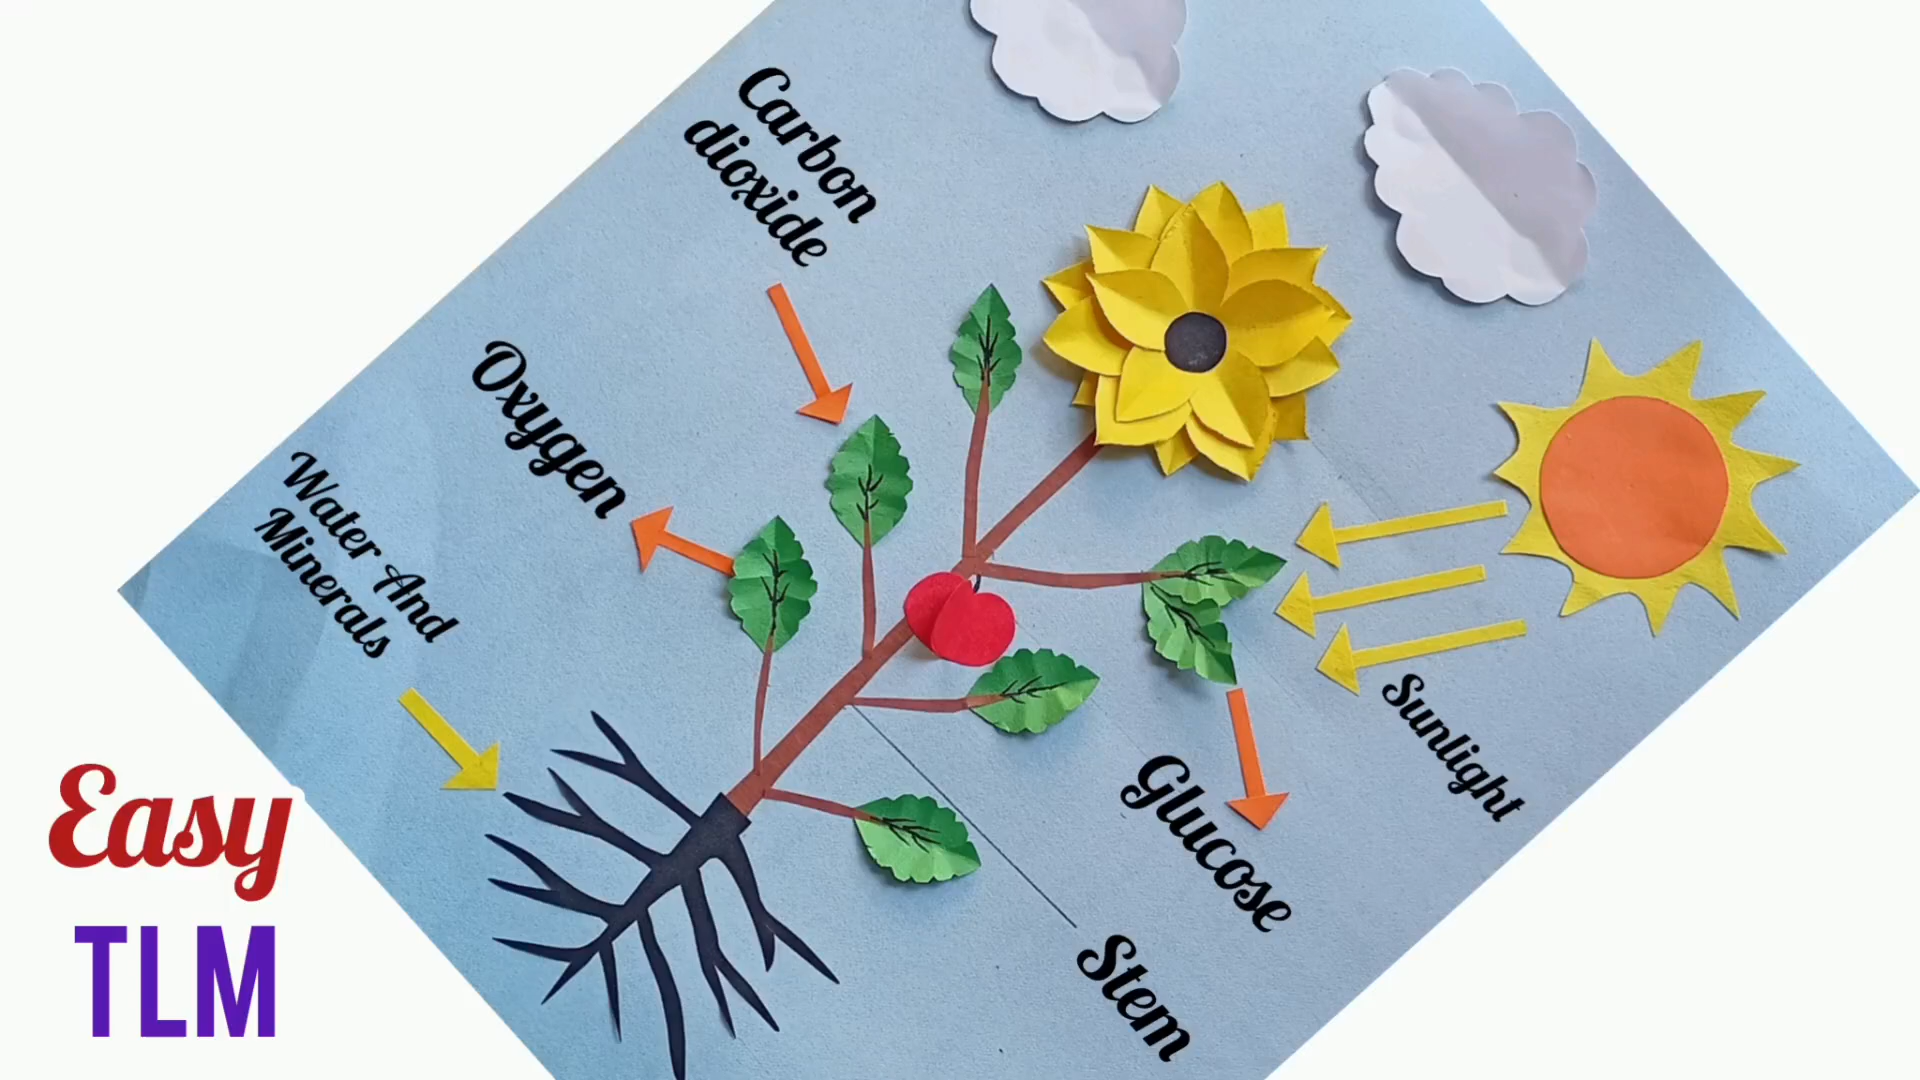 Carbon
dioxide
Oxygen
Water And
Minerals
Sunlight
Glucose
Stem
Easy
TLM